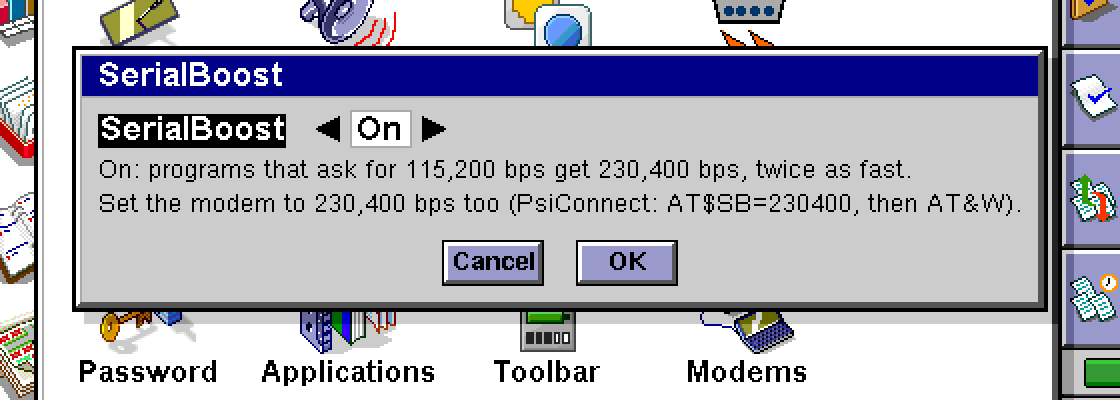 SerialBoost
SerialBoost On
On: programs that ask for 115,200 bps get 230,400 bps, twice as fast.
Set the modem to 230,400 bps too (PsiConnect: AT$SB=230400, then AT&W).
Cancel OK
Password Applications Toolbar Modems